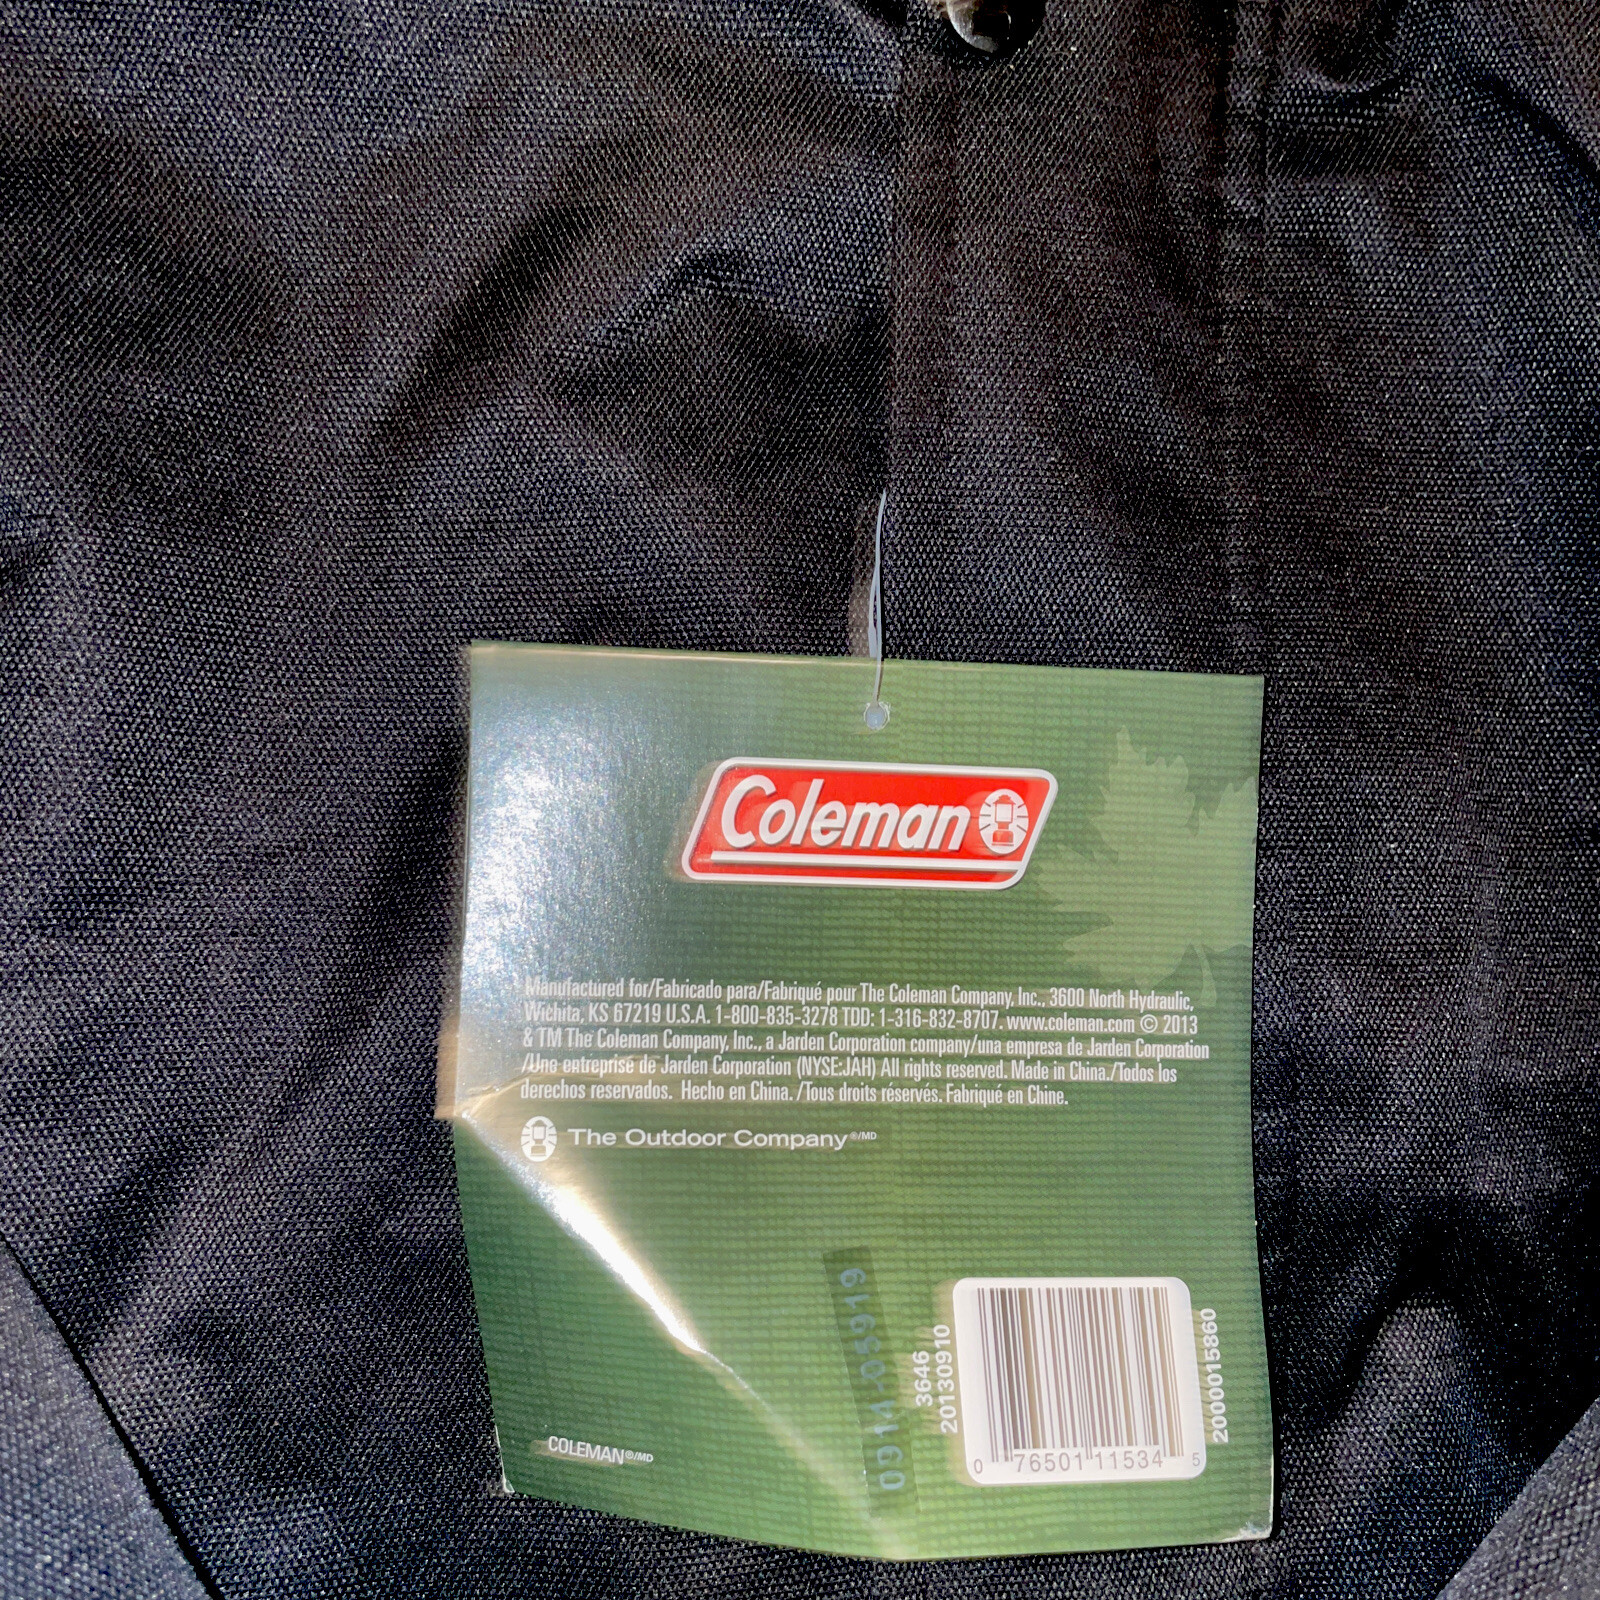 Coleman
Manufactured for/Fabricado para/Fabriqué pour The Coleman Company, Inc., 3600 North Hydraulic,
Wichita, KS 67219 U.S.A. 1-800-835-3278 TDD: 1-316-832-8707. www.coleman.com © 2013
& TM The Coleman Company, Inc., a Jarden Corporation company/una empresa de Jarden Corporation
/Une entreprise de Jarden Corporation (NYSE:JAH) All rights reserved. Made in China./Todos los
derechos reservados. Hecho en China. /Tous droits réservés. Fabriqué en Chine.
The Outdoor Company®/MD
COLEMAN®/MD
0911-05919
3646
20130910
0 76501 11534 5
2000015860